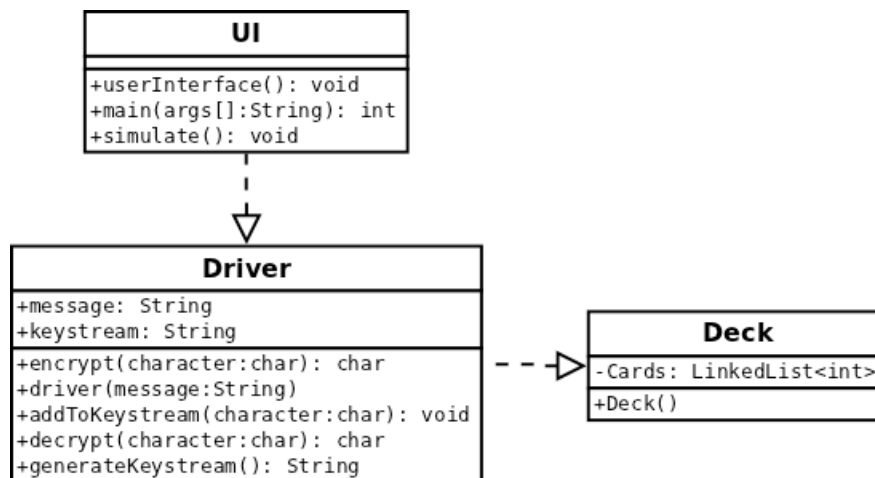 UI
+userInterface(): void
+main(args[]:String): int
+simulate(): void
Driver
+message: String
+keystream: String
+encrypt(character:char): char
+driver(message:String)
+addToKeystream(character:char): void
+decrypt(character:char): char
+generateKeystream(): String
Deck
-Cards: LinkedList<int>
+Deck()